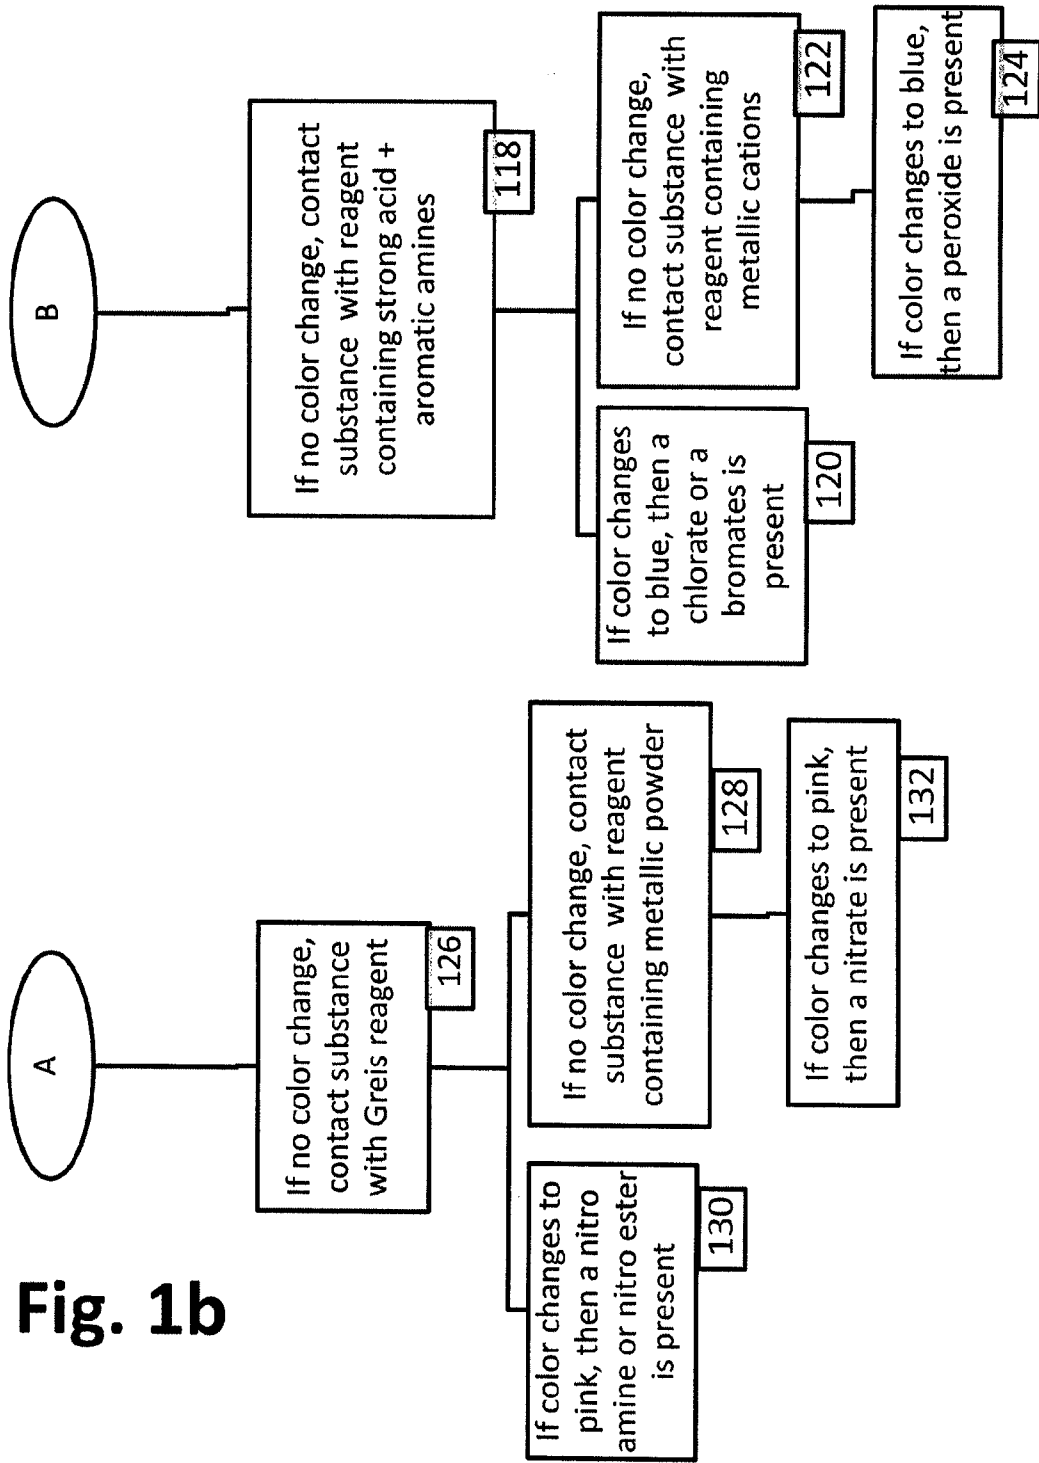 Fig. 1b
A
If no color change,
contact substance
with Greis reagent
126
If color changes to
pink, then a nitro
amine or nitro ester
is present
130
If no color change, contact
substance with reagent
containing metallic powder
128
If color changes to pink,
then a nitrate is present
132
B
If no color change, contact
substance with reagent
containing strong acid +
aromatic amines
118
If color changes
to blue, then a
chlorate or a
bromates is
present
120
If no color change,
contact substance with
reagent containing
metallic cations
122
If color changes to blue,
then a peroxide is present
124